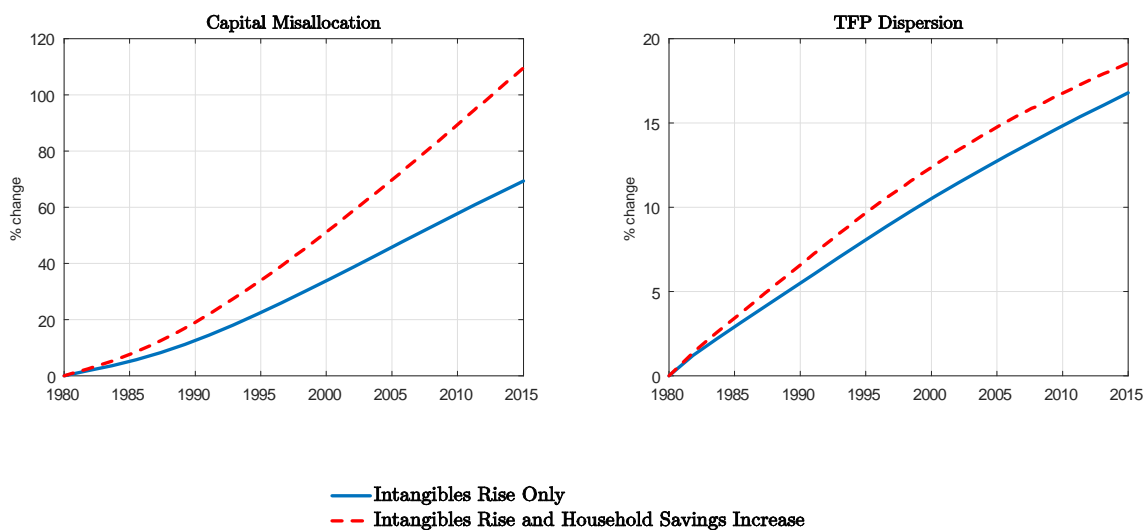 Capital Misallocation
TFP Dispersion
120
100
80
60
40
20
0
% change
1980 1985 1990 1995 2000 2005 2010 2015
20
15
10
5
0
% change
1980 1985 1990 1995 2000 2005 2010 2015
Intangibles Rise Only
Intangibles Rise and Household Savings Increase